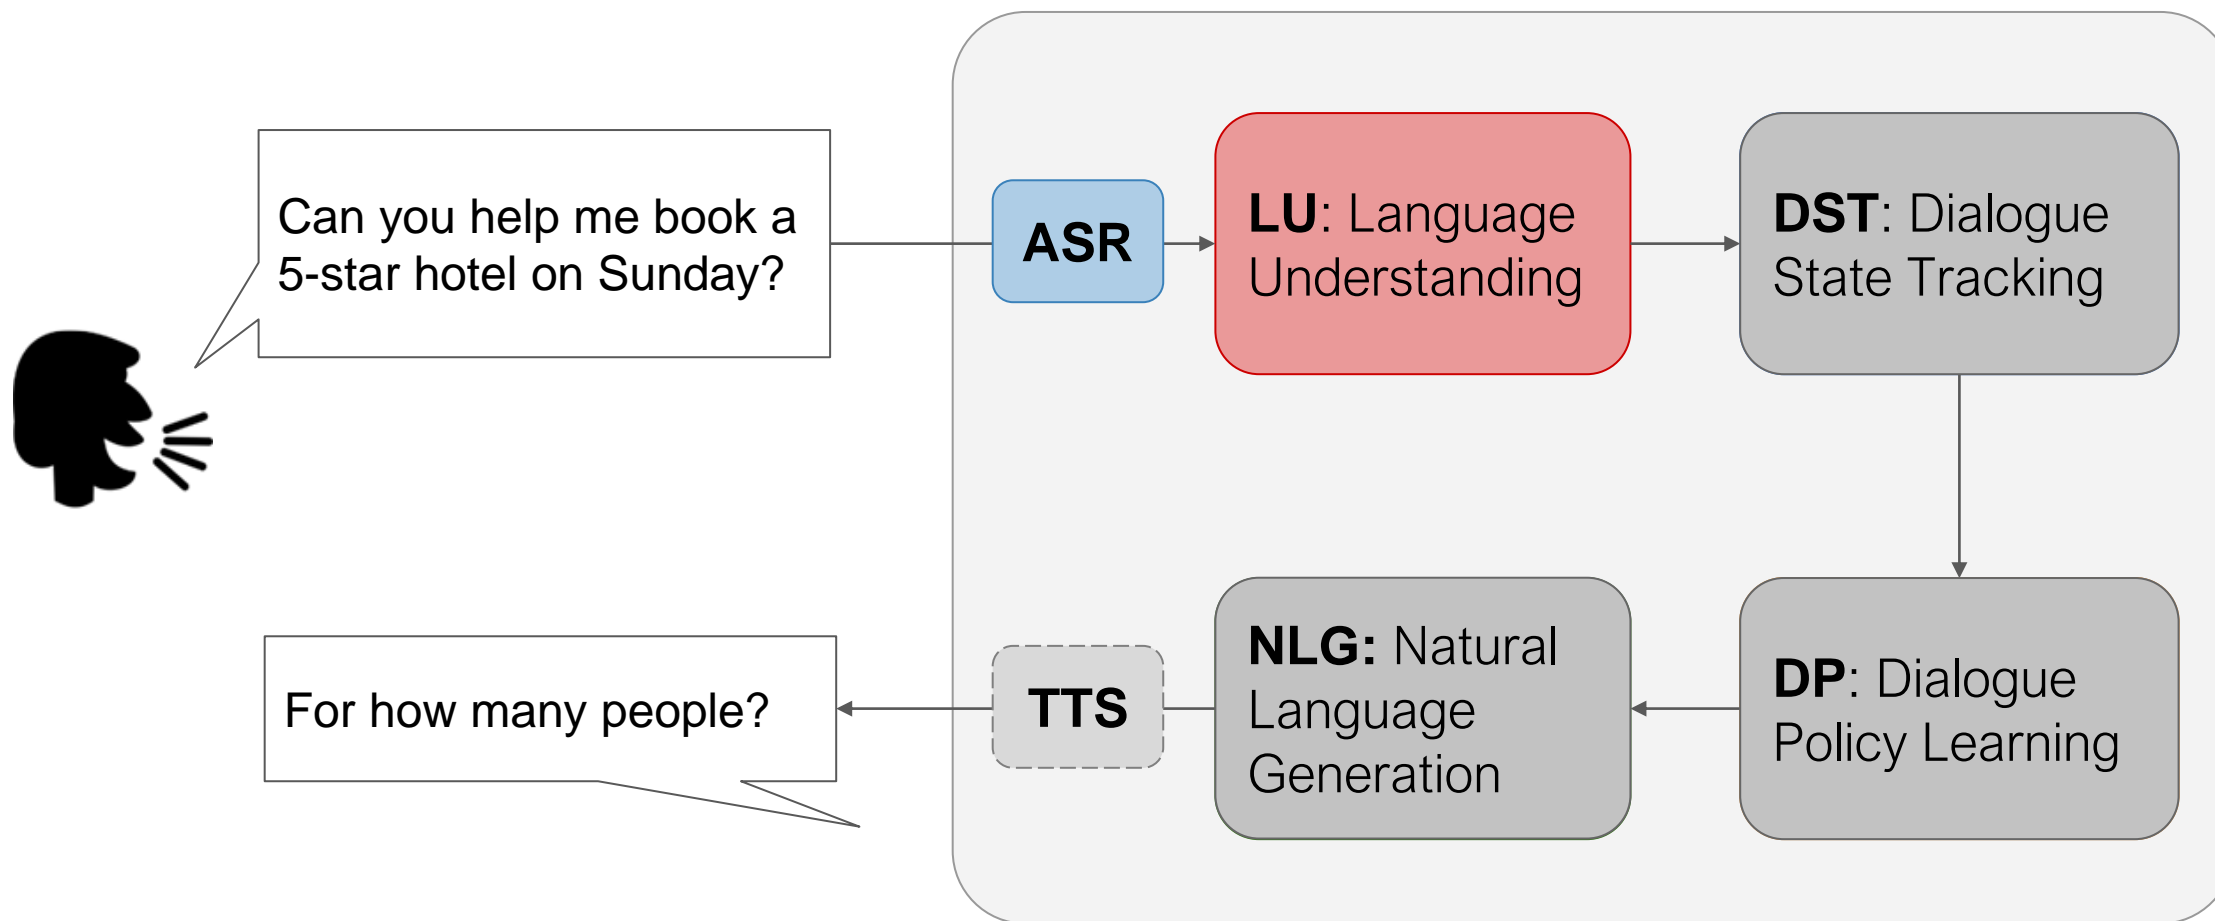 Can you help me book a
5-star hotel on Sunday?
ASR
LU: Language
Understanding
DST: Dialogue
State Tracking
DP: Dialogue
Policy Learning
NLG: Natural
Language
Generation
TTS
For how many people?